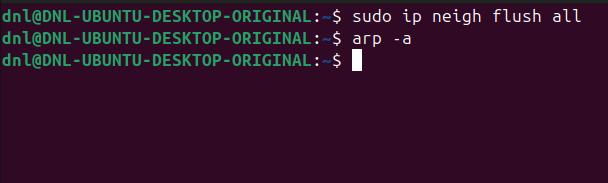 dnl@DNL-UBUNTU-DESKTOP-ORIGINAL:~$ sudo ip neigh flush all
dnl@DNL-UBUNTU-DESKTOP-ORIGINAL:~$ arp -a
dnl@DNL-UBUNTU-DESKTOP-ORIGINAL:~$